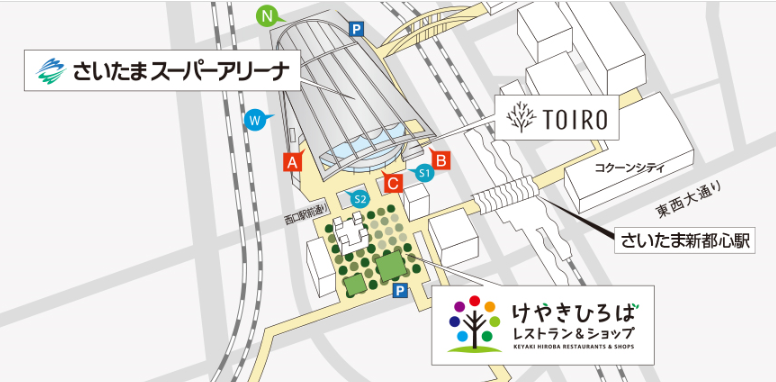 N
P
さいたまスーパーアリーナ
W
TOIRO
A
B
C
S1
S2
コクーンシティ
西口駅前通り
東西大通り
さいたま新都心駅
P
けやきひろば
レストラン&ショップ
KEYAKI HIROBA RESTAURANTS & SHOPS